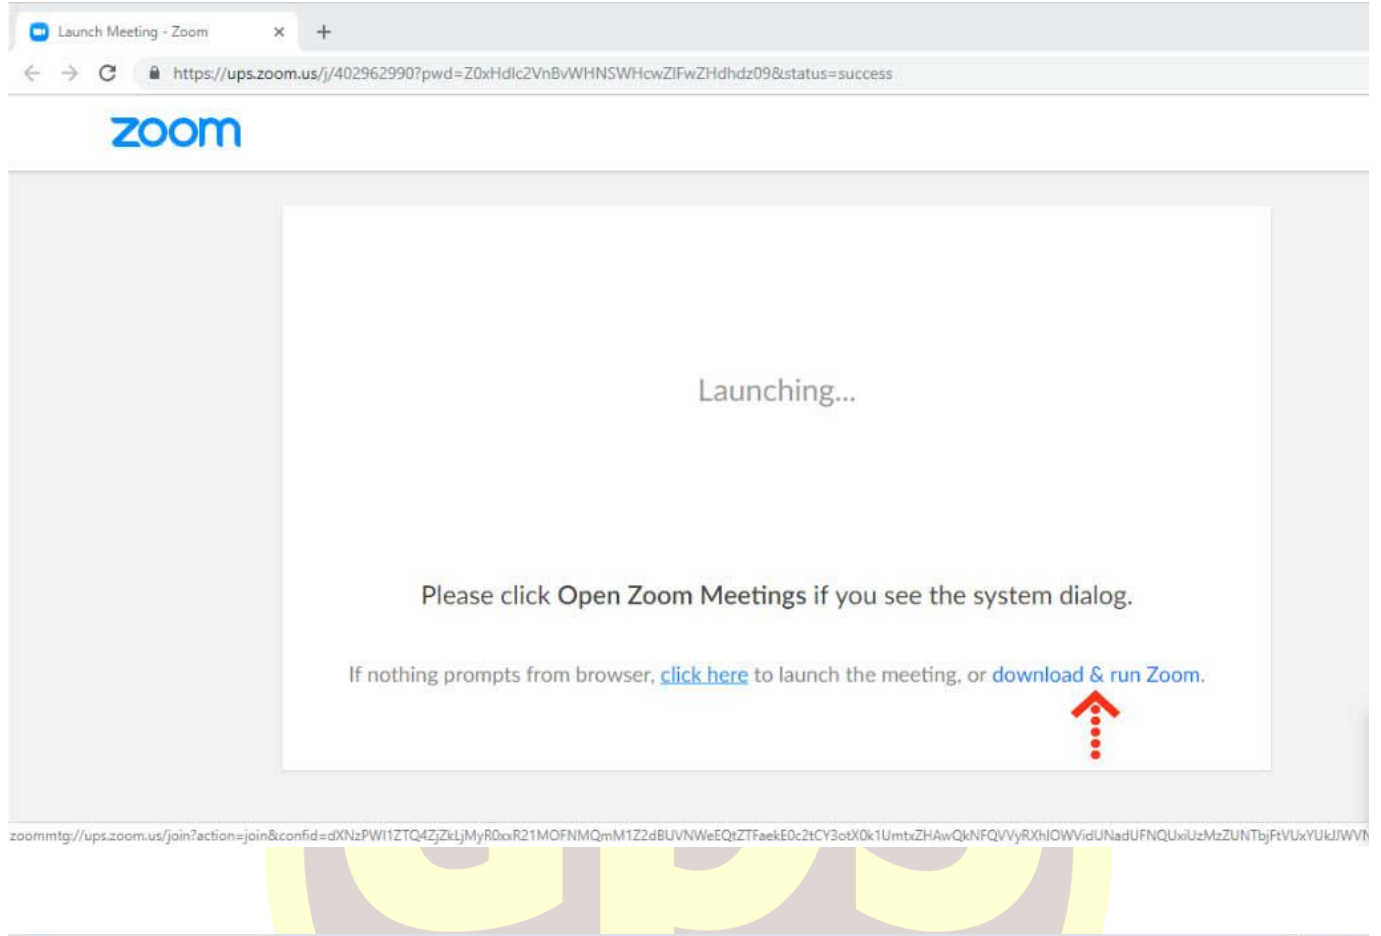 Launch Meeting - Zoom
https://ups.zoom.us/j/402962990?pwd=Z0xHdlc2VnBvWHNSWHcwZlFwZHdhdz09&status=success
zoom
Launching...
Please click Open Zoom Meetings if you see the system dialog.
If nothing prompts from browser, click here to launch the meeting, or download & run Zoom.